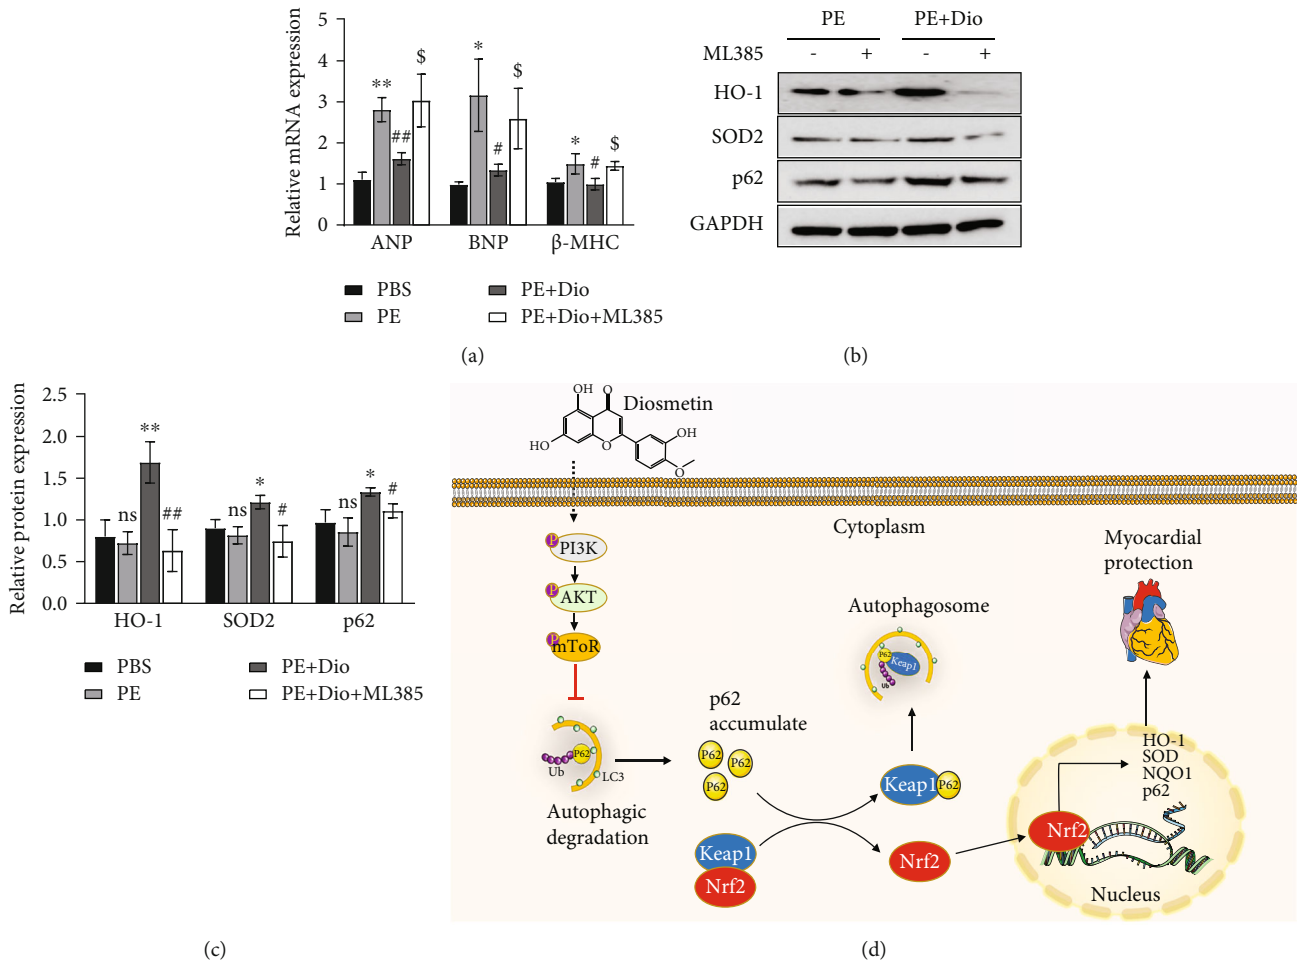 Relative mRNA expression
5
4
3
2
1
0
**
##
$
*
#
$
*
#
$
ANP BNP β-MHC
PBS PE+Dio
PE PE+Dio+ML385
(a)
PE PE+Dio
ML385 - + - +
HO-1
SOD2
p62
GAPDH
(b)
Relative protein expression
2.5
2.0
1.5
1.0
0.5
0.0
ns ** ##
ns * #
ns * #
HO-1 SOD2 p62
PBS PE+Dio
PE PE+Dio+ML385
(c)
OH O
HO O OH
O
Diosmetin
Cytoplasm
P PI3K
P AKT
P mToR
Ub P62 LC3
Autophagic
degradation
p62
accumulate
P62
P62
P62
Keap1
Nrf2
Autophagosome
P62 Keap1
Ub
Keap1 P62
Nrf2
Myocardial
protection
HO-1
SOD
NQO1
p62
Nrf2
Nucleus
(d)